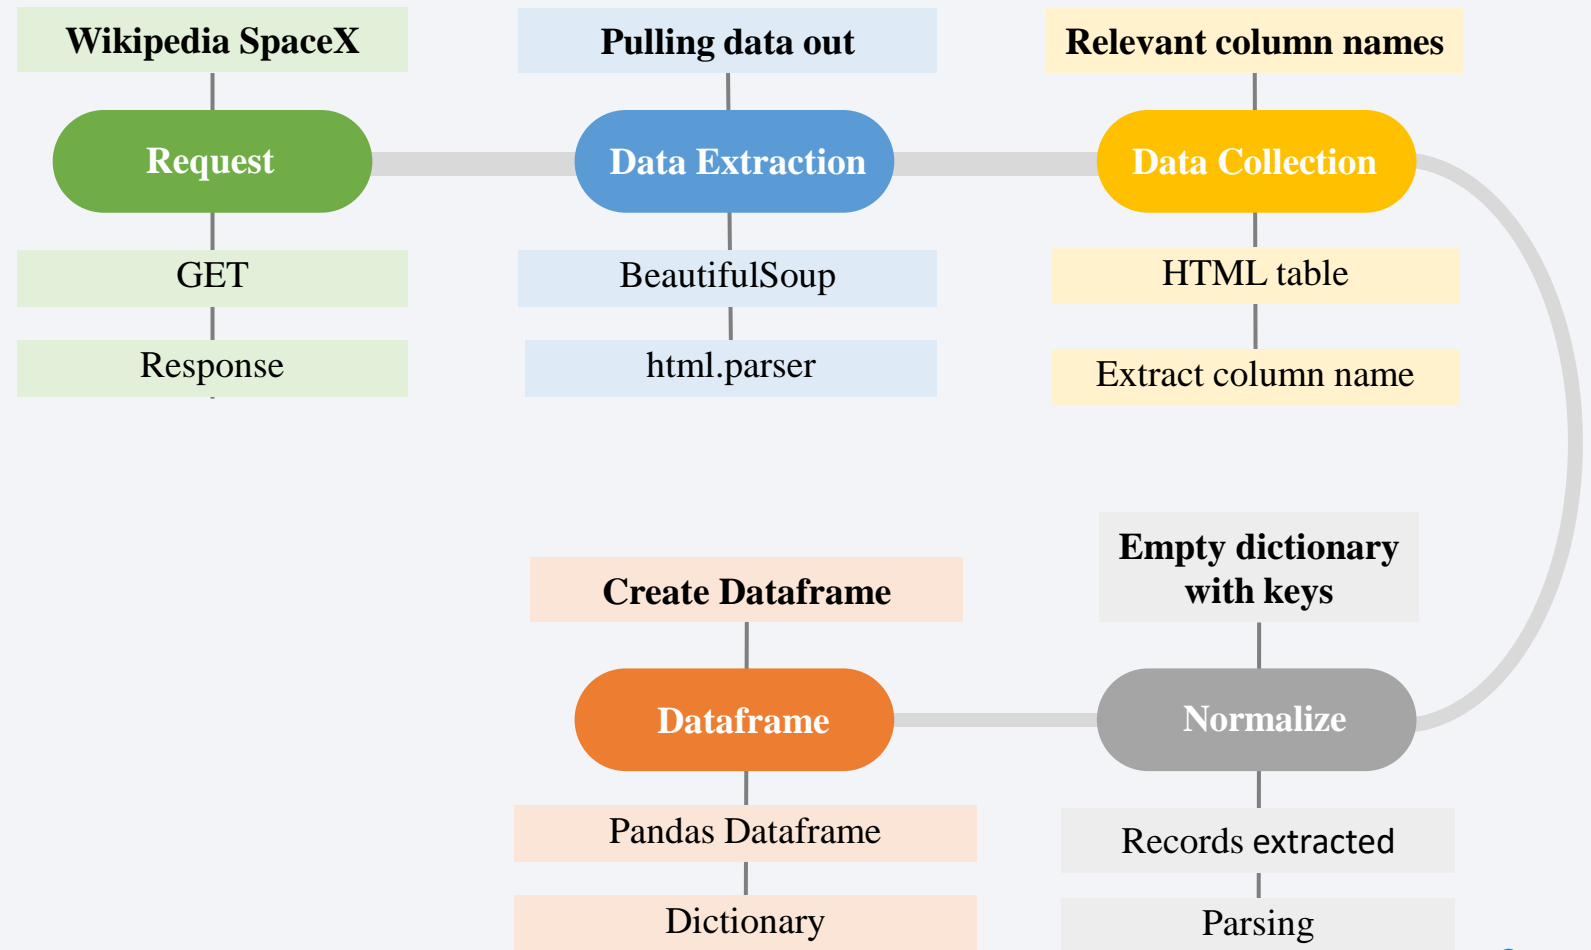 Wikipedia SpaceX
Request
GET
Response
Pulling data out
Data Extraction
BeautifulSoup
html.parser
Relevant column names
Data Collection
HTML table
Extract column name
Empty dictionary
with keys
Normalize
Records extracted
Parsing
Create Dataframe
Dataframe
Pandas Dataframe
Dictionary